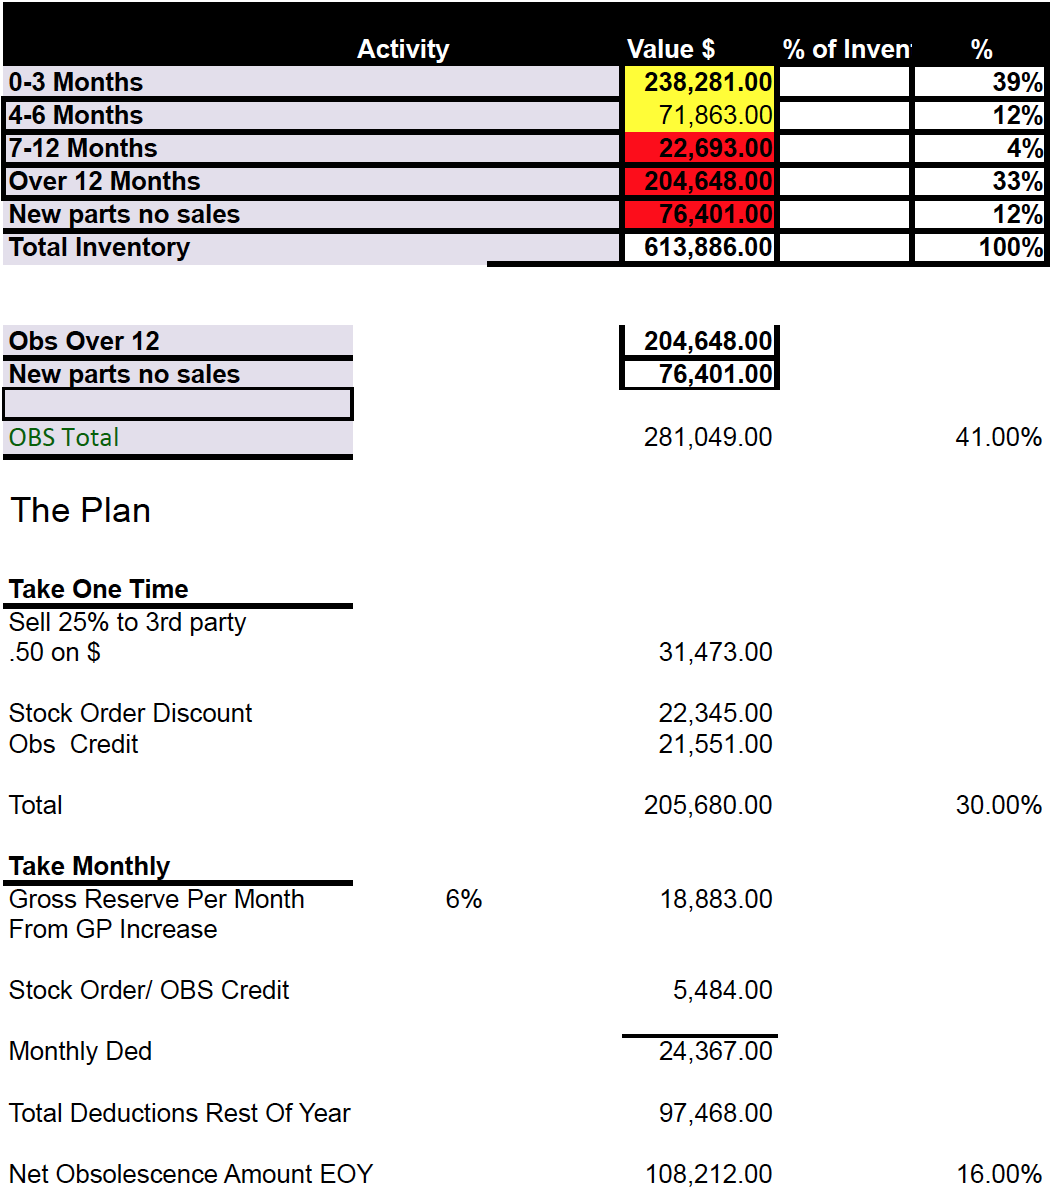 Activity Value $ % of Inven %
0-3 Months 238,281.00 39%
4-6 Months 71,863.00 12%
7-12 Months 22,693.00 4%
Over 12 Months 204,648.00 33%
New parts no sales 76,401.00 12%
Total Inventory 613,886.00 100%
Obs Over 12 204,648.00
New parts no sales 76,401.00
OBS Total 281,049.00 41.00%
The Plan
Take One Time
Sell 25% to 3rd party
.50 on $ 31,473.00
Stock Order Discount 22,345.00
Obs  Credit 21,551.00
Total 205,680.00 30.00%
Take Monthly
Gross Reserve Per Month 6% 18,883.00
From GP Increase
Stock Order/ OBS Credit 5,484.00
Monthly Ded 24,367.00
Total Deductions Rest Of Year 97,468.00
Net Obsolescence Amount EOY 108,212.00 16.00%